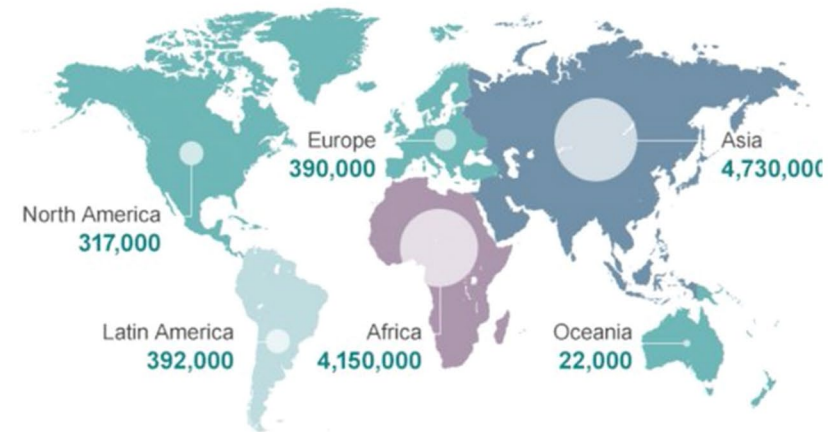 Europe
390,000
Asia
4,730,000
North America
317,000
Latin America
392,000
Africa
4,150,000
Oceania
22,000